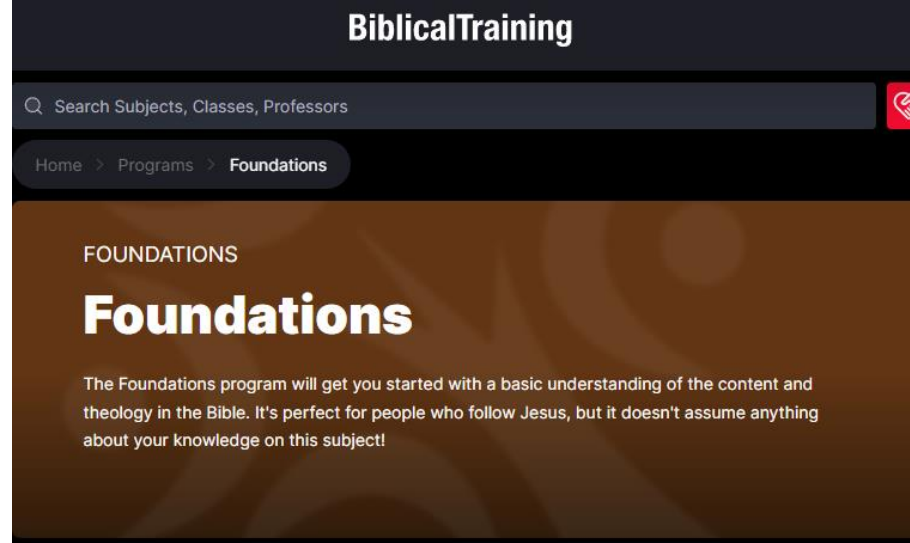 BiblicalTraining
Search Subjects, Classes, Professors
Home > Programs > Foundations
FOUNDATIONS
Foundations
The Foundations program will get you started with a basic understanding of the content and
theology in the Bible. It's perfect for people who follow Jesus, but it doesn't assume anything
about your knowledge on this subject!